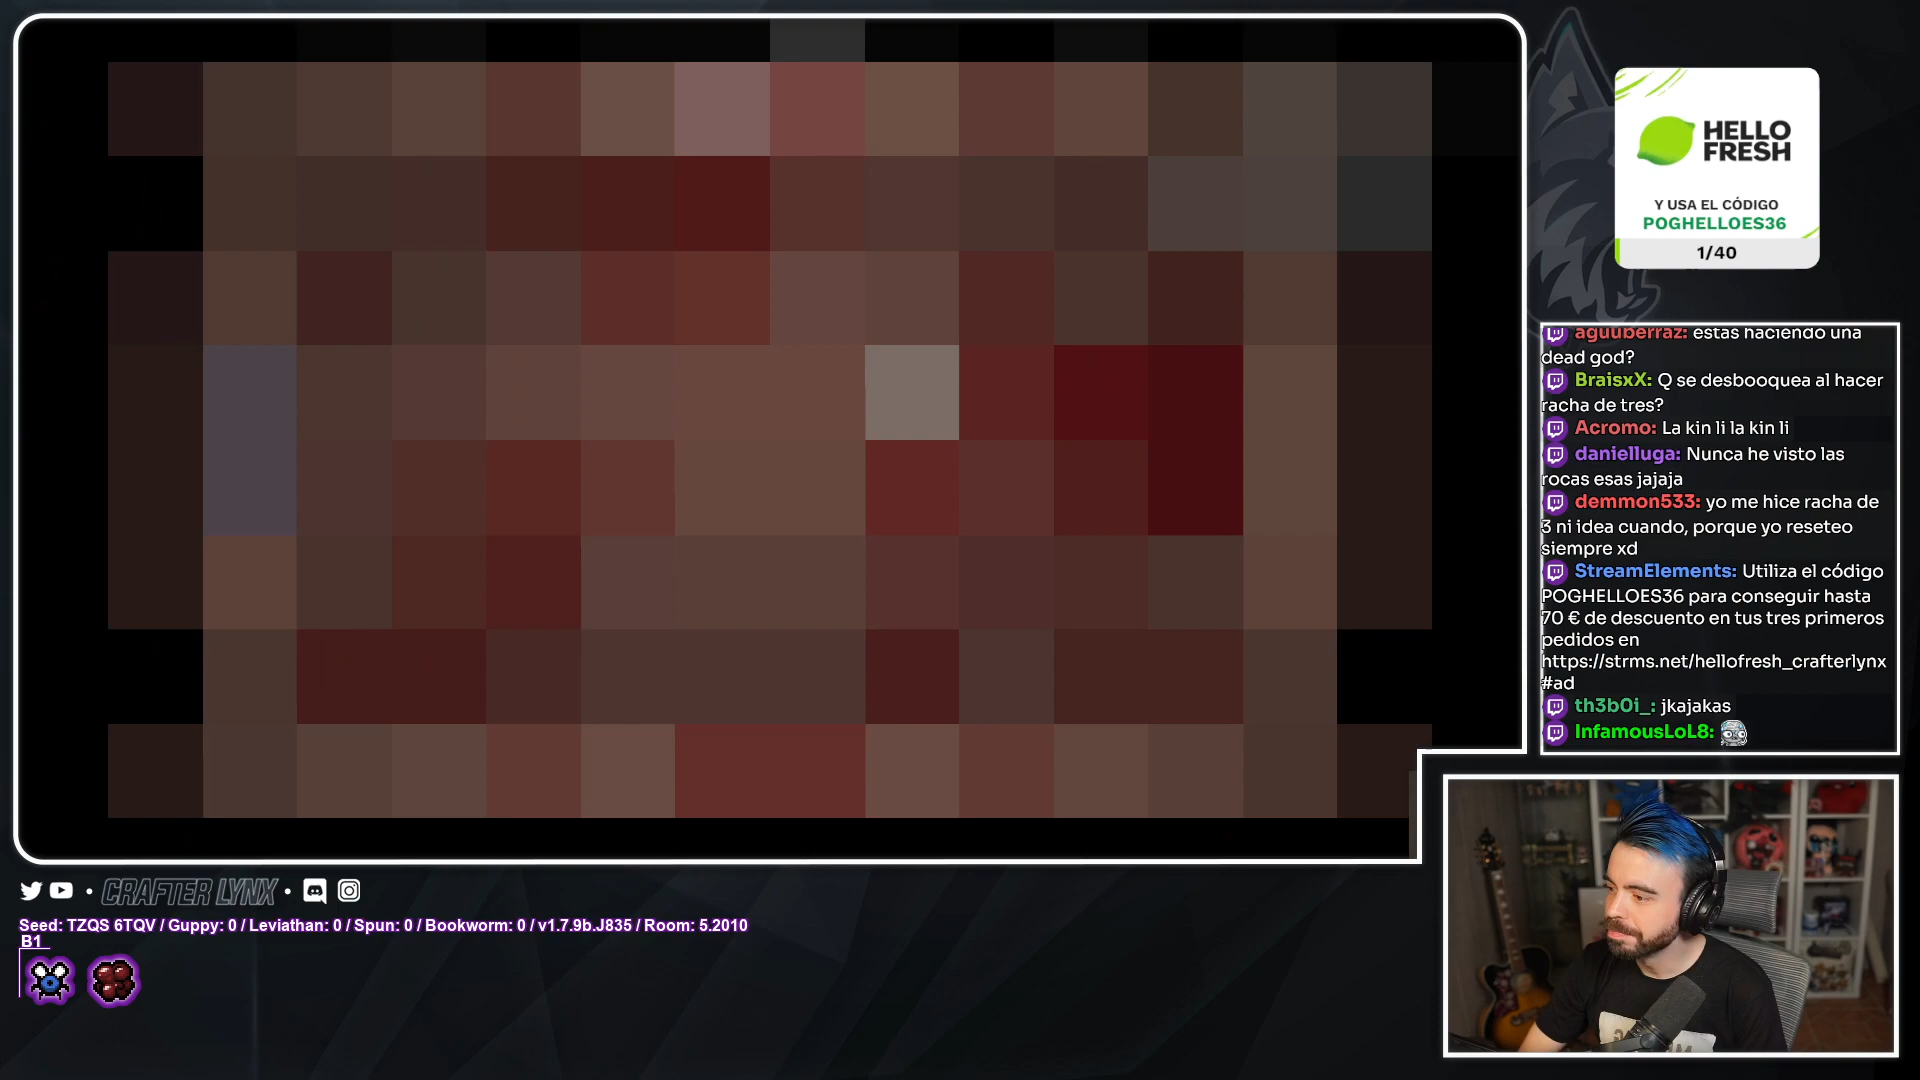 HELLO
FRESH
Y USA EL CÓDIGO
POGHELLOES36
1/40
aguuberraz: estas haciendo una
dead god?
BraisxX: Q se desbooquea al hacer
racha de tres?
Acromo: La kin li la kin li
danielluga: Nunca he visto las
rocas esas jajaja
demmon533: yo me hice racha de
3 ni idea cuando, porque yo reseteo
siempre xd
StreamElements: Utiliza el código
POGHELLOES36 para conseguir hasta
70 € de descuento en tus tres primeros
pedidos en
https://strms.net/hellofresh_crafterlynx
#ad
th3b0i_: jkajakas
InfamousLoL8:
CRAFTER LYNX
Seed: TZQS 6TQV / Guppy: 0 / Leviathan: 0 / Spun: 0 / Bookworm: 0 / v1.7.9b.J835 / Room: 5.2010
B1